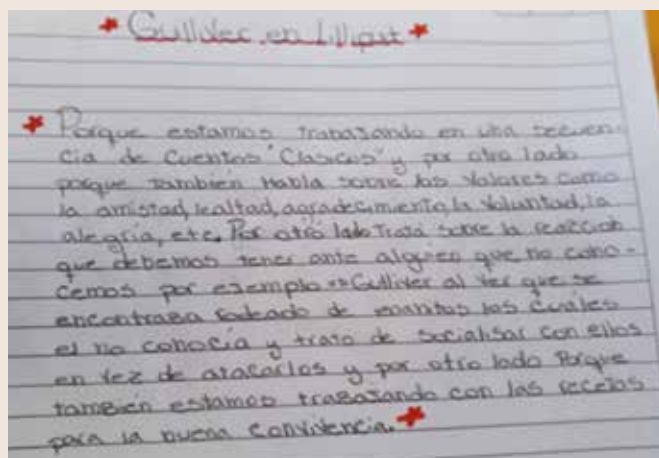 Gulliver en Lilliput
Porque estamos trabajando en una secuen-
cia de Cuentos "Clasicos" y por otro lado
porque también habla sobre los valores como
la amistad, lealtad, agradecimiento, la voluntad, la
alegría, etc. Por otro lado trata sobre la reacción
que debemos tener ante alguien que no cono-
cemos por ejemplo Gulliver al ver que se
encontraba rodeado de enanitos los cuales
el no conocía y trato de socialisar con ellos
en vez de atacarlos y por otro lado Porque
también estamos trabajando con las recetas
para la buena convivencia.